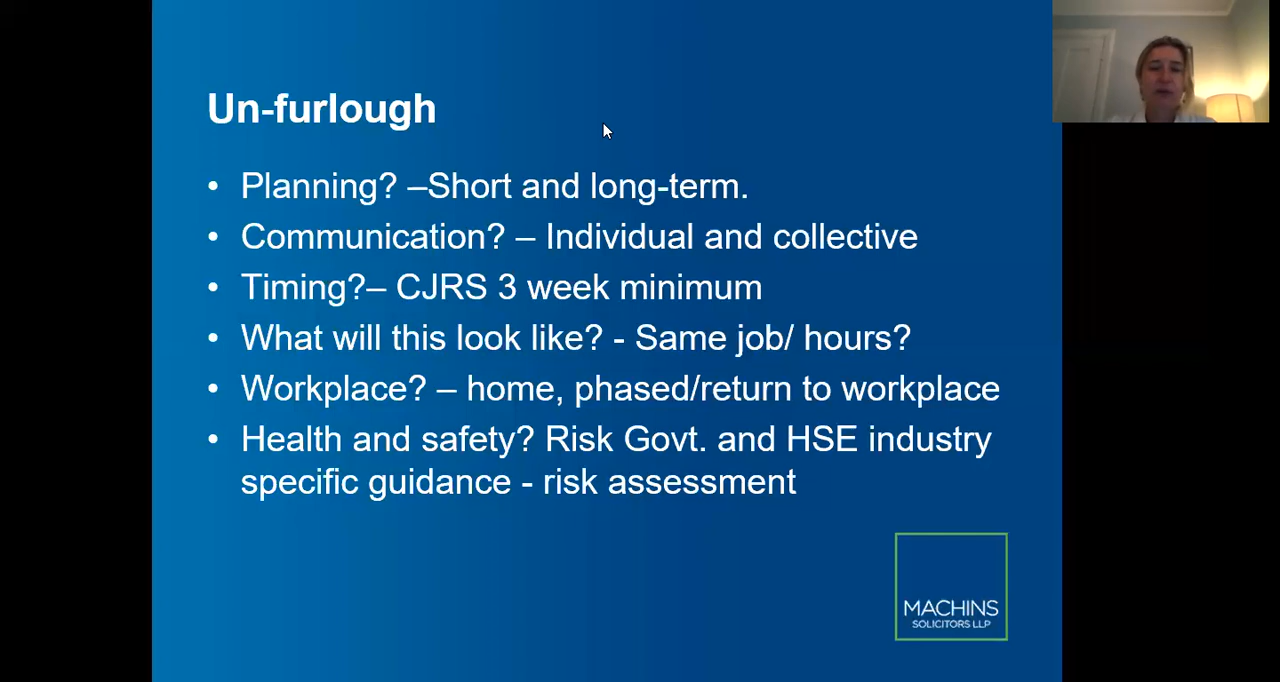 Un-furlough
• Planning? –Short and long-term.
• Communication? – Individual and collective
• Timing?– CJRS 3 week minimum
• What will this look like? - Same job/ hours?
• Workplace? – home, phased/return to workplace
• Health and safety? Risk Govt. and HSE industry
specific guidance - risk assessment
MACHINS
SOLICITORS LLP